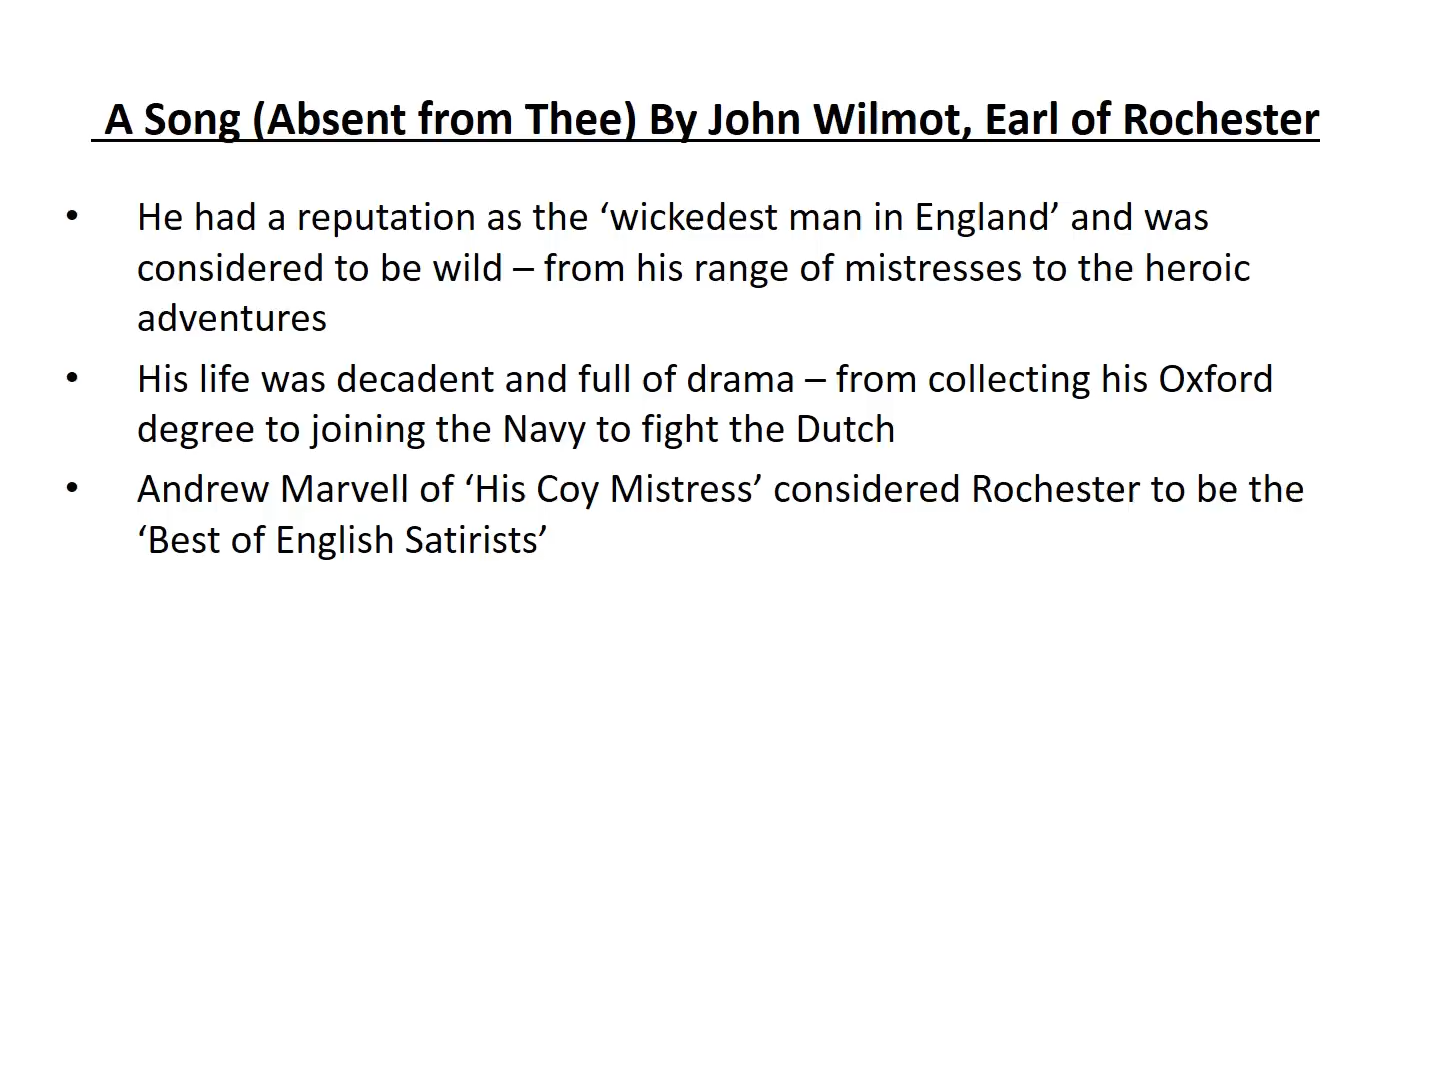 A Song (Absent from Thee) By John Wilmot, Earl of Rochester
• He had a reputation as the ‘wickedest man in England’ and was
considered to be wild – from his range of mistresses to the heroic
adventures
• His life was decadent and full of drama – from collecting his Oxford
degree to joining the Navy to fight the Dutch
• Andrew Marvell of ‘His Coy Mistress’ considered Rochester to be the
‘Best of English Satirists’